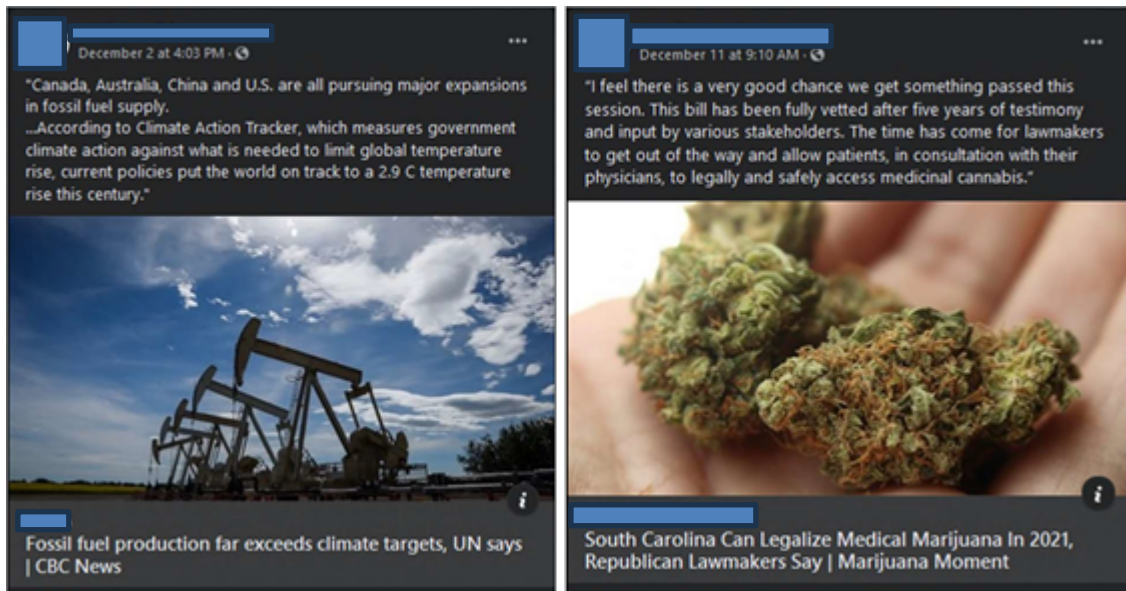 December 2 at 4:03 PM ·
"Canada, Australia, China and U.S. are all pursuing major expansions
in fossil fuel supply.
...According to Climate Action Tracker, which measures government
climate action against what is needed to limit global temperature
rise, current policies put the world on track to a 2.9 C temperature
rise this century."
i
Fossil fuel production far exceeds climate targets, UN says
| CBC News
December 11 at 9:10 AM ·
"I feel there is a very good chance we get something passed this
session. This bill has been fully vetted after five years of testimony
and input by various stakeholders. The time has come for lawmakers
to get out of the way and allow patients, in consultation with their
physicians, to legally and safely access medicinal cannabis."
i
South Carolina Can Legalize Medical Marijuana In 2021,
Republican Lawmakers Say | Marijuana Moment